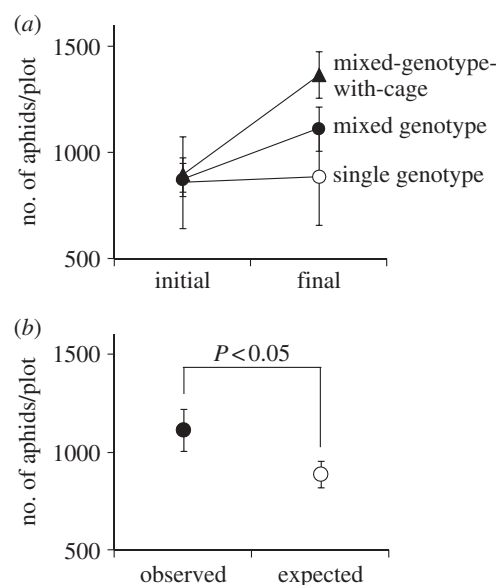 (a)
1500
1000
500
no. of aphids/plot
mixed-genotype-
with-cage
mixed genotype
single genotype
initial
final
(b)
1500
1000
500
no. of aphids/plot
P < 0.05
observed
expected